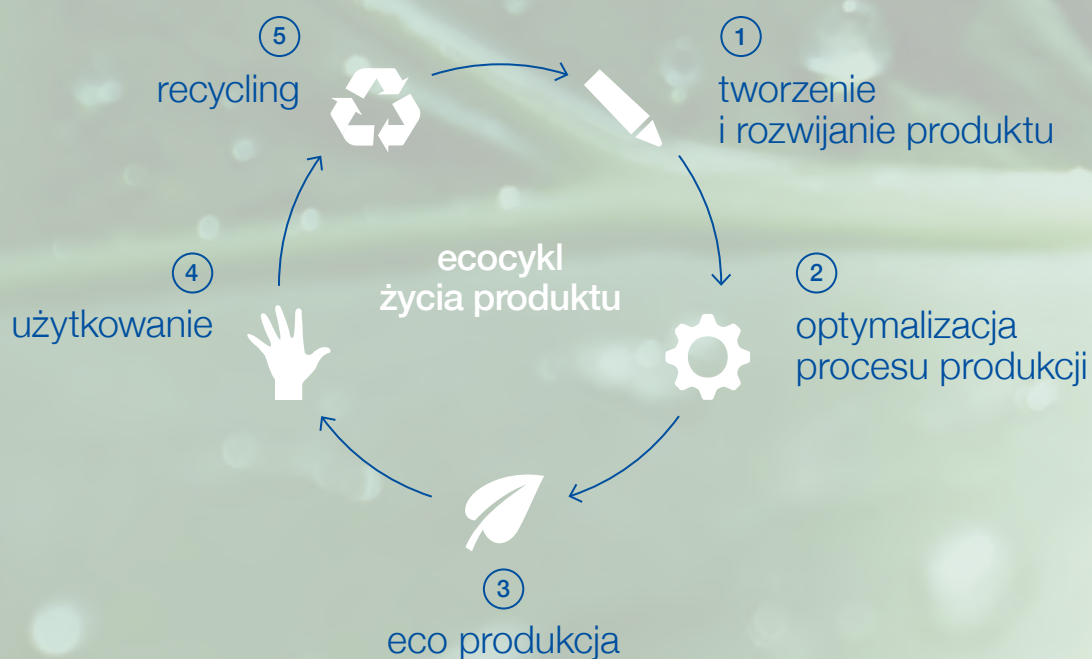 5
recycling
1
tworzenie
i rozwijanie produktu
ecocykl
życia produktu
4
użytkowanie
2
optymalizacja
procesu produkcji
3
eco produkcja